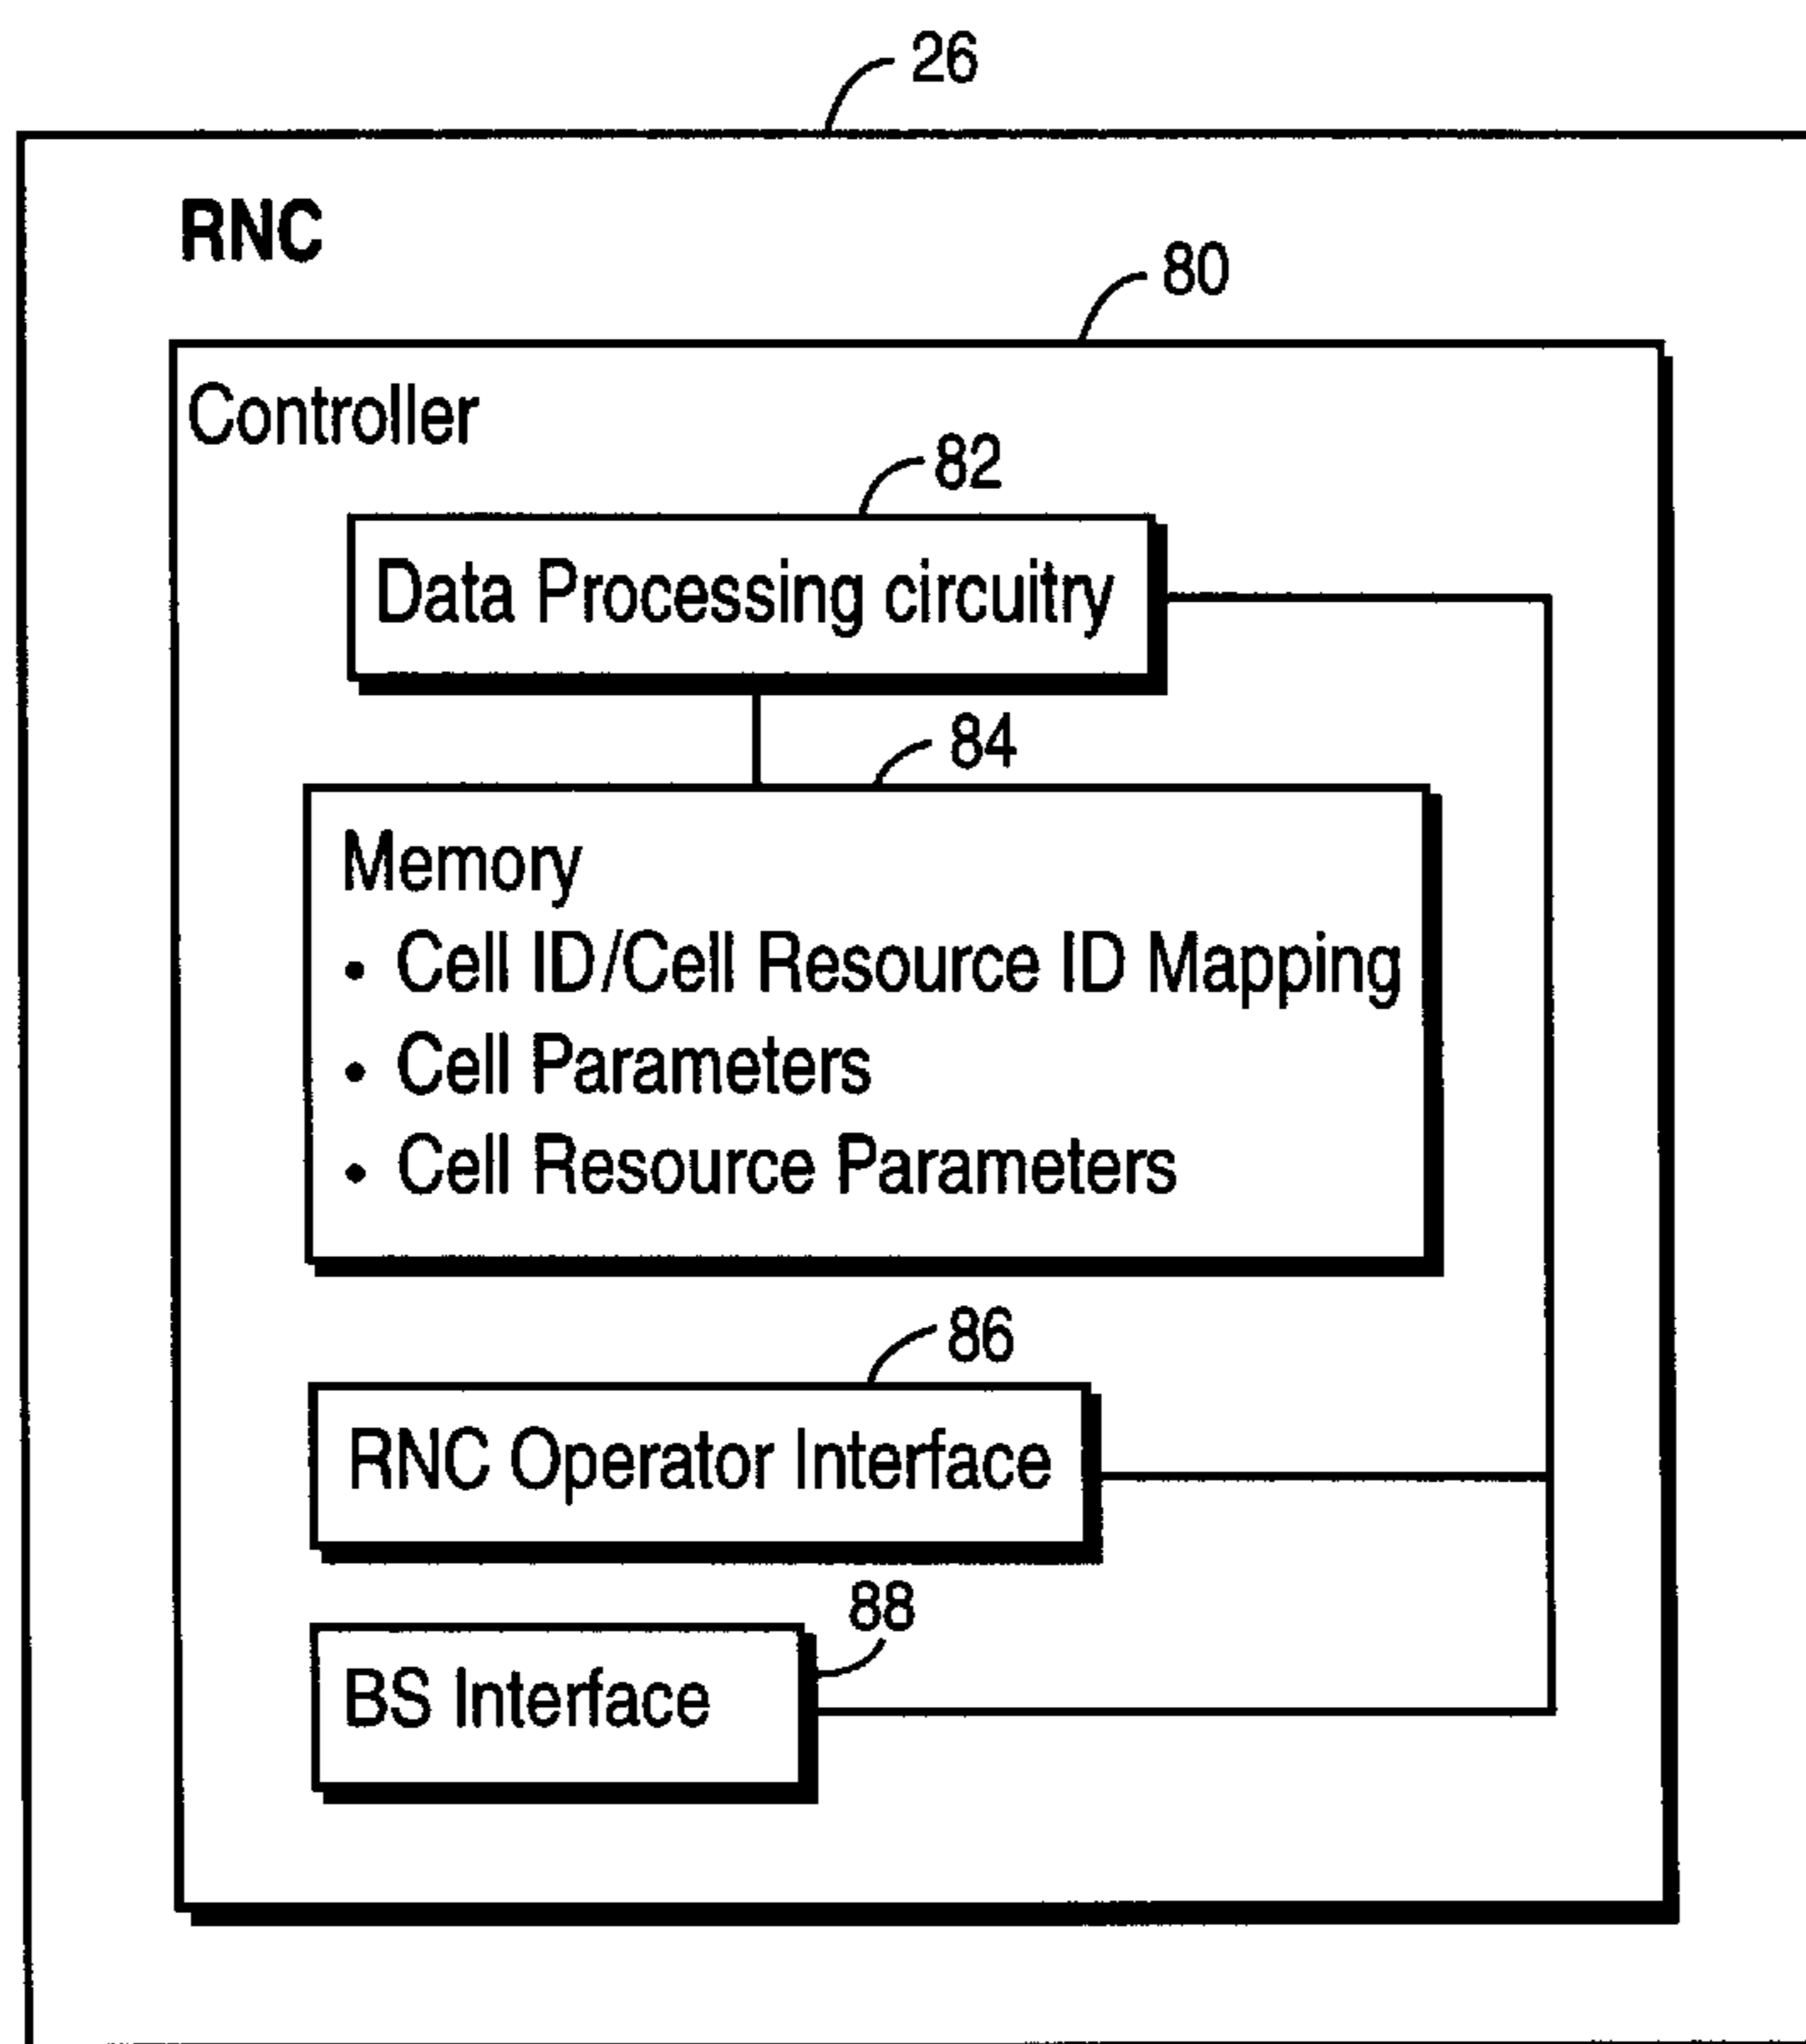 26
RNC
80
Controller
82
Data Processing circuitry
84
Memory
• Cell ID/Cell Resource ID Mapping
• Cell Parameters
• Cell Resource Parameters
86
RNC Operator Interface
88
BS Interface